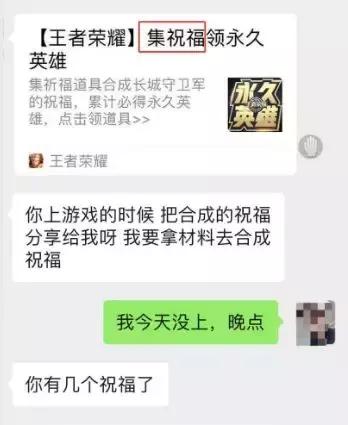 【王者荣耀】集祝福领永久
英雄
集祈福道具合成长城守卫军
的祝福，累计必得永久英
雄，点击领道具>>
永久
英雄
王者荣耀
你上游戏的时候 把合成的祝福
分享给我呀 我要拿材料去合成
祝福
我今天没上，晚点
你有几个祝福了